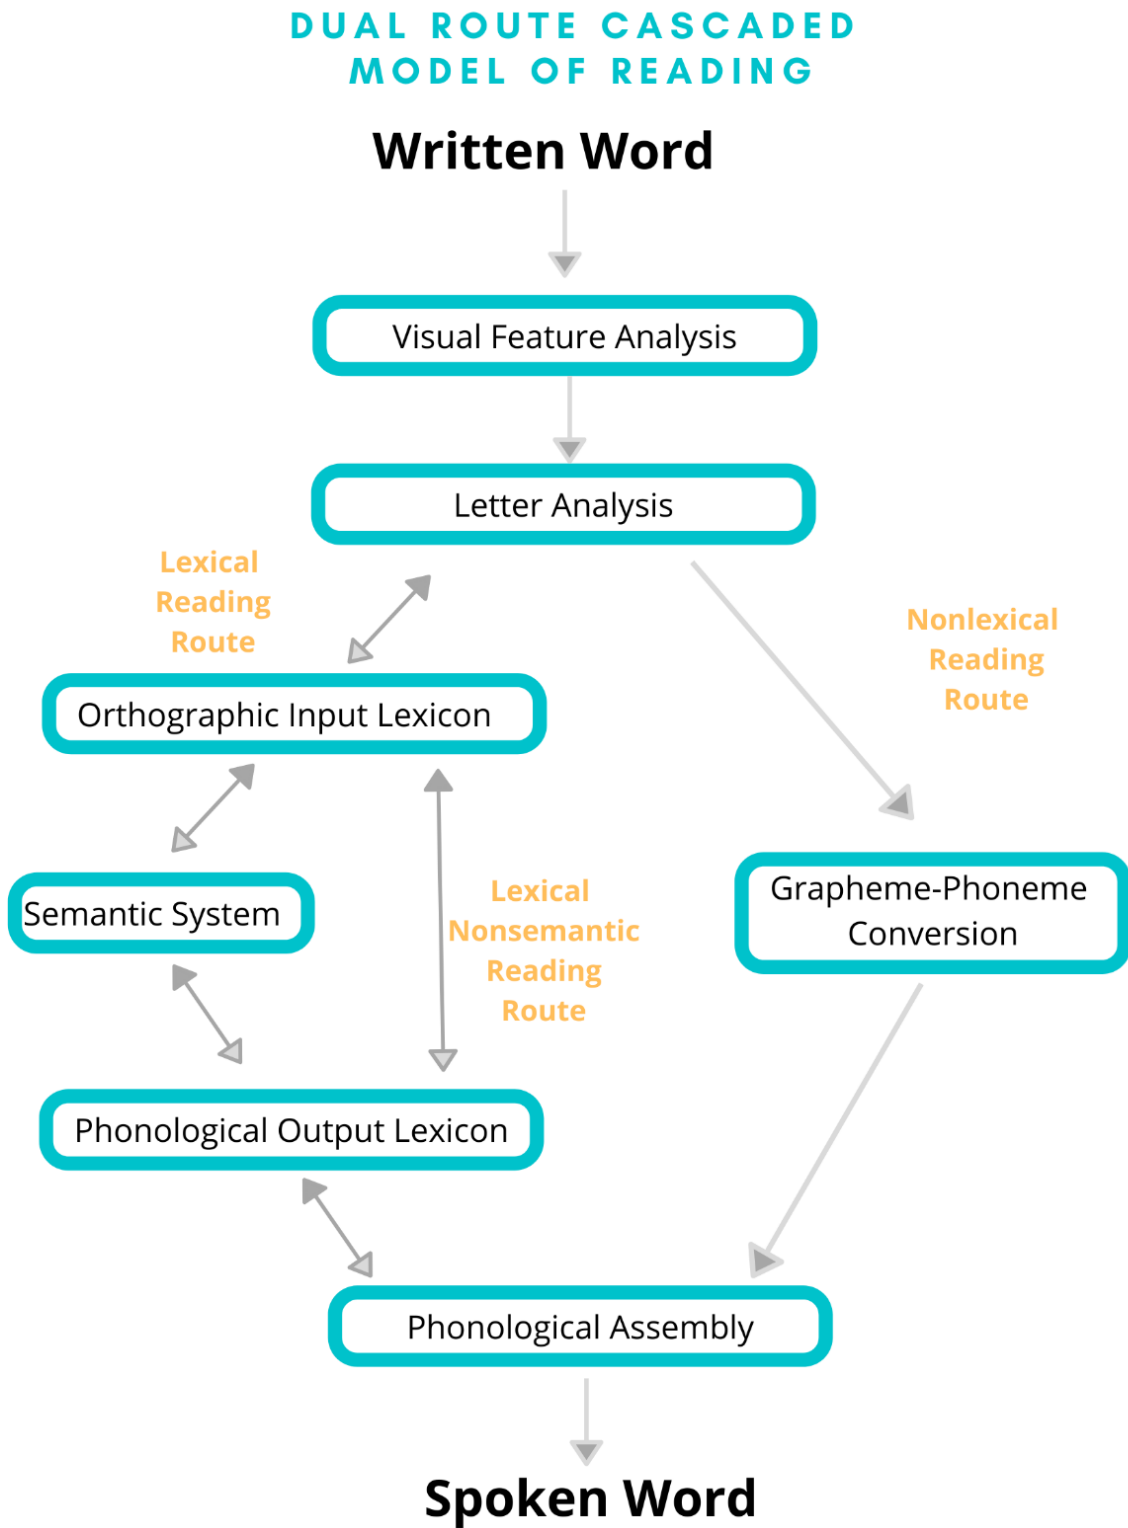 DUAL ROUTE CASCADED
MODEL OF READING
Written Word
Visual Feature Analysis
Letter Analysis
Lexical
Reading
Route
Nonlexical
Reading
Route
Orthographic Input Lexicon
Semantic System
Lexical
Nonsemantic
Reading
Route
Grapheme-Phoneme
Conversion
Phonological Output Lexicon
Phonological Assembly
Spoken Word